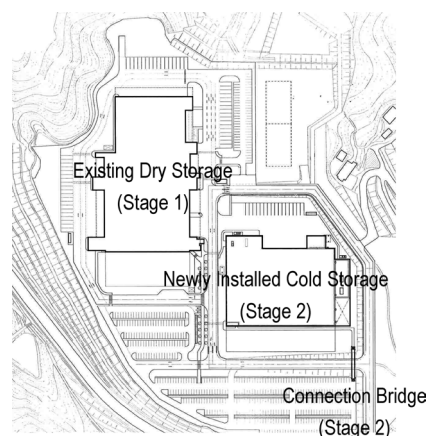 Existing Dry Storage
(Stage 1)
Newly Installed Cold Storage
(Stage 2)
Connection Bridge
(Stage 2)